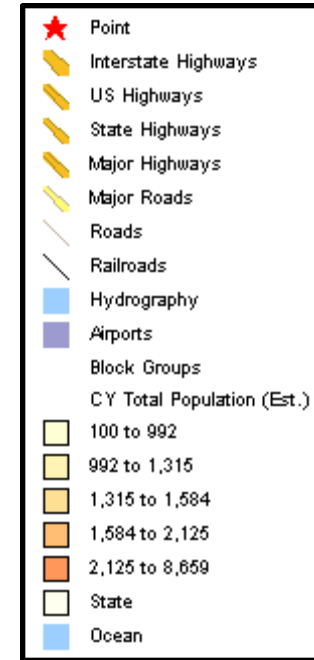 Point
Interstate Highways
US Highways
State Highways
Major Highways
Major Roads
Roads
Railroads
Hydrography
Airports
Block Groups
CY Total Population (Est.)
100 to 992
992 to 1,315
1,315 to 1,584
1,584 to 2,125
2,125 to 8,659
State
Ocean